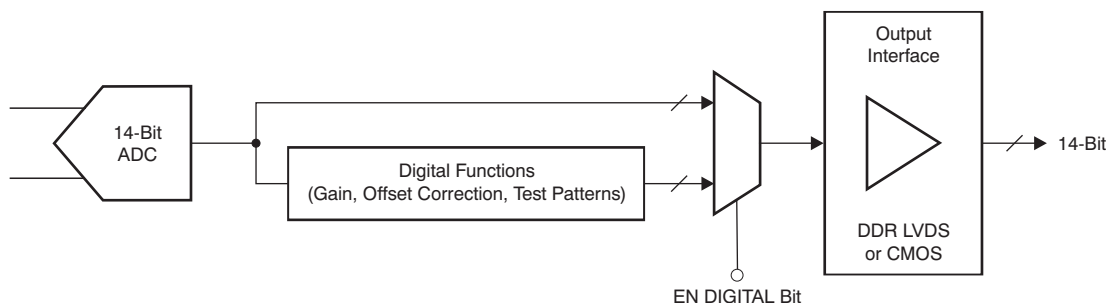 14-Bit
ADC
Digital Functions
(Gain, Offset Correction, Test Patterns)
EN DIGITAL Bit
Output
Interface
DDR LVDS
or CMOS
14-Bit